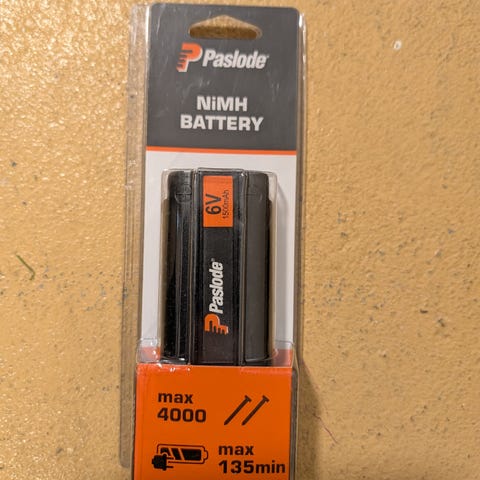 Paslode
NiMH
BATTERY
6V
1500mAh
Paslode
max
4000
max
135min